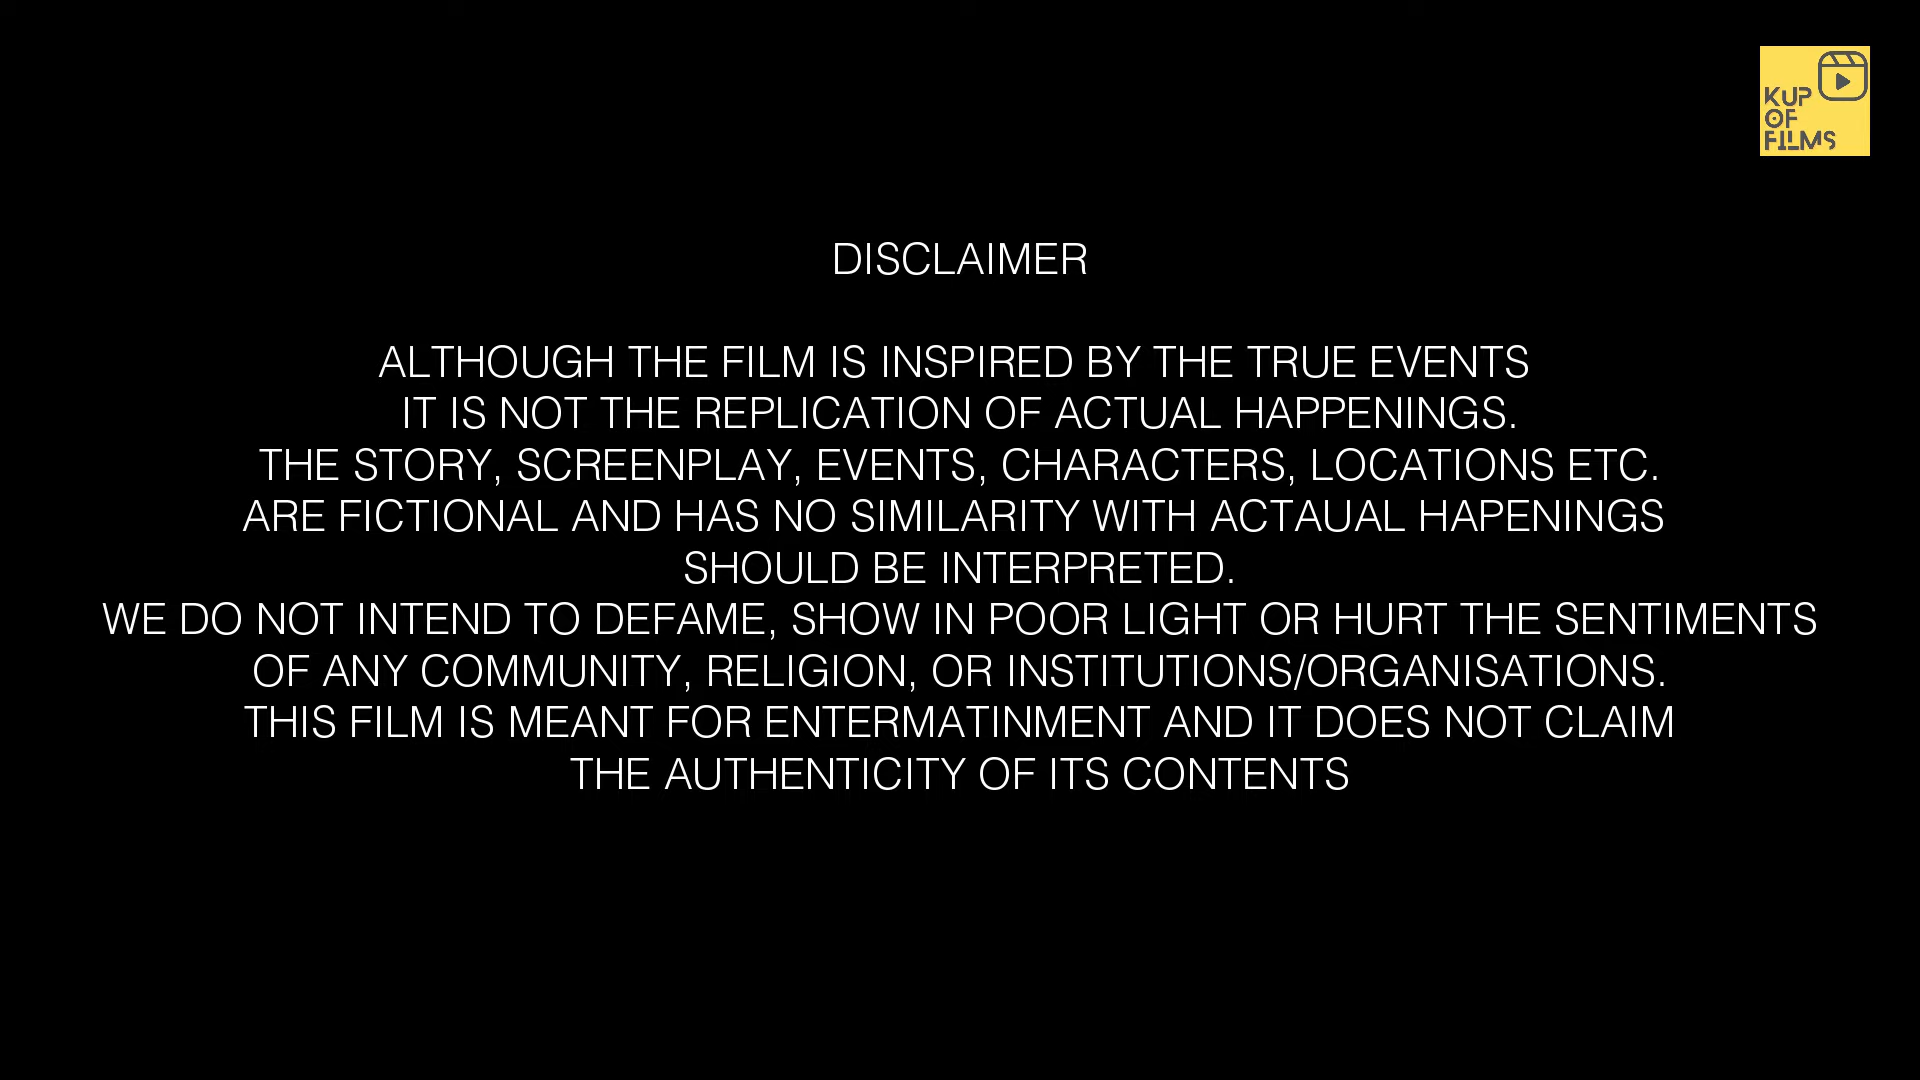 KUP
OF
FILMS
DISCLAIMER
ALTHOUGH THE FILM IS INSPIRED BY THE TRUE EVENTS
IT IS NOT THE REPLICATION OF ACTUAL HAPPENINGS.
THE STORY, SCREENPLAY, EVENTS, CHARACTERS, LOCATIONS ETC.
ARE FICTIONAL AND HAS NO SIMILARITY WITH ACTAUAL HAPENINGS
SHOULD BE INTERPRETED.
WE DO NOT INTEND TO DEFAME, SHOW IN POOR LIGHT OR HURT THE SENTIMENTS
OF ANY COMMUNITY, RELIGION, OR INSTITUTIONS/ORGANISATIONS.
THIS FILM IS MEANT FOR ENTERMATINMENT AND IT DOES NOT CLAIM
THE AUTHENTICITY OF ITS CONTENTS